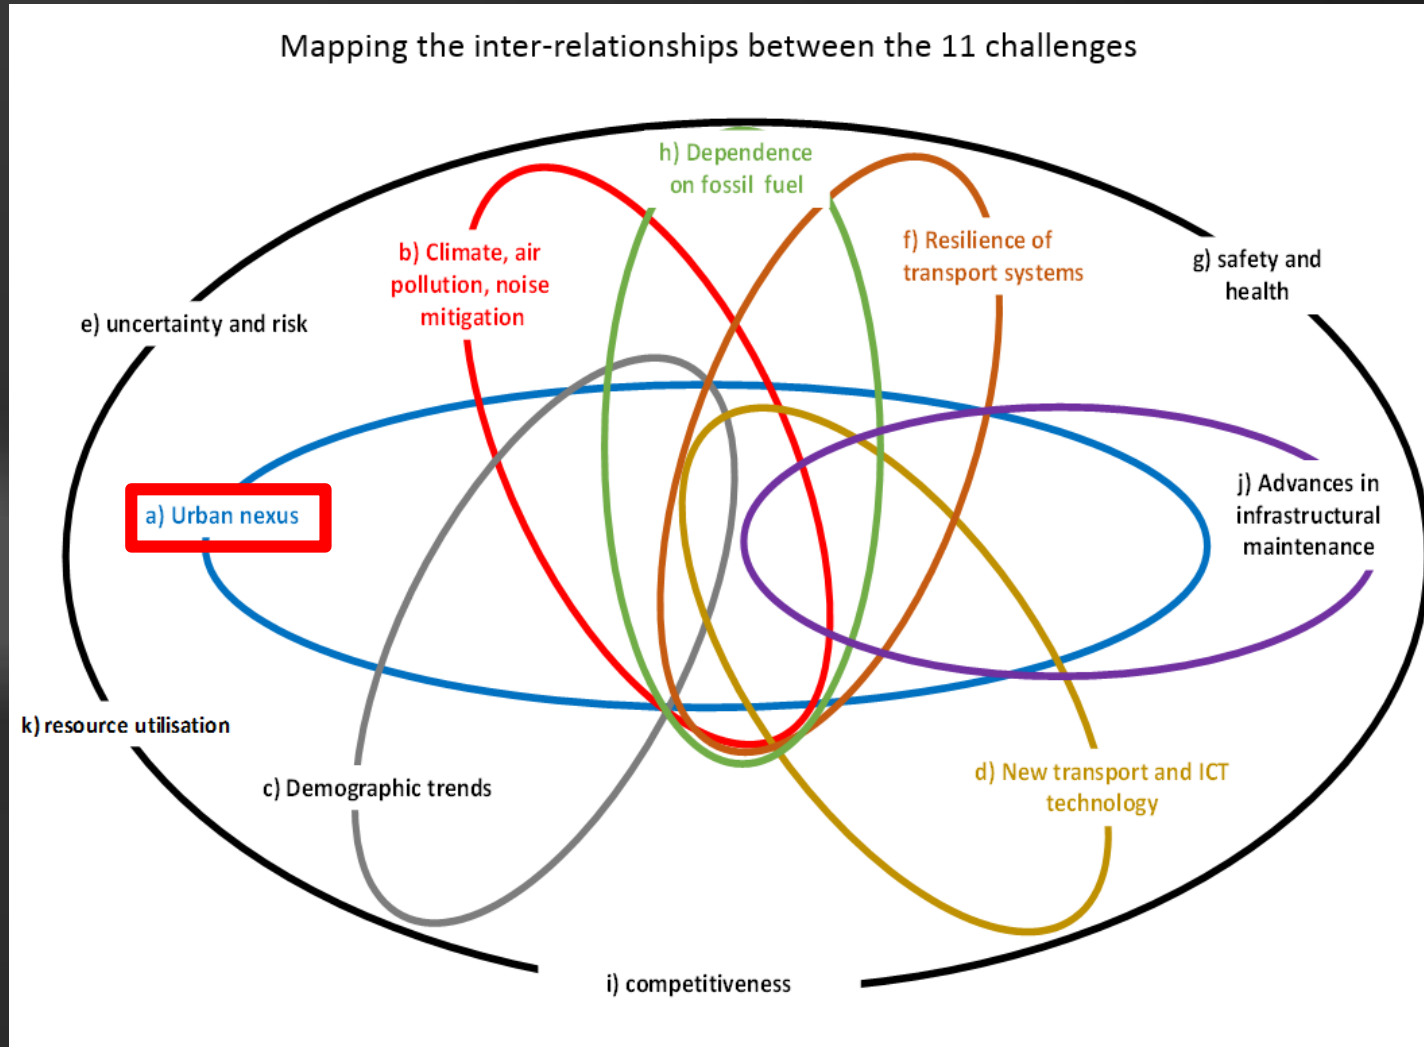 Mapping the inter-relationships between the 11 challenges
h) Dependence
on fossil fuel
b) Climate, air
pollution, noise
mitigation
f) Resilience of
transport systems
g) safety and
health
e) uncertainty and risk
a) Urban nexus
j) Advances in
infrastructural
maintenance
k) resource utilisation
c) Demographic trends
d) New transport and ICT
technology
i) competitiveness